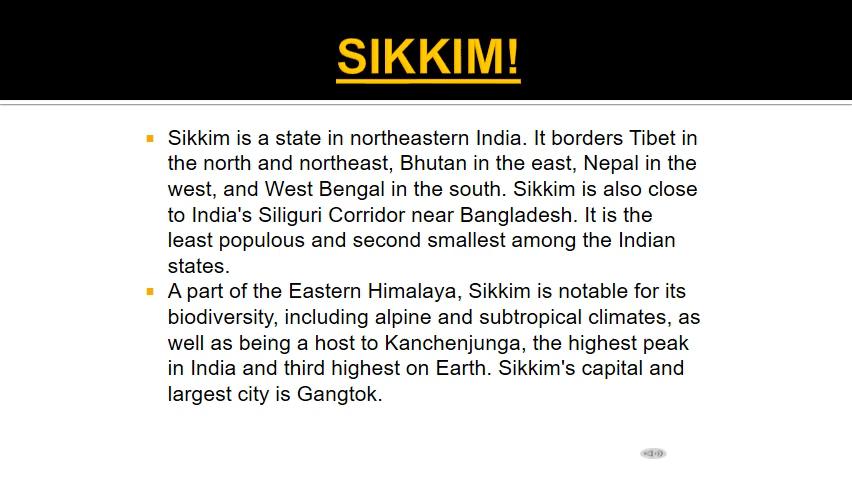 SIKKIM!
Sikkim is a state in northeastern India. It borders Tibet in
the north and northeast, Bhutan in the east, Nepal in the
west, and West Bengal in the south. Sikkim is also close
to India's Siliguri Corridor near Bangladesh. It is the
least populous and second smallest among the Indian
states.
A part of the Eastern Himalaya, Sikkim is notable for its
biodiversity, including alpine and subtropical climates, as
well as being a host to Kanchenjunga, the highest peak
in India and third highest on Earth. Sikkim's capital and
largest city is Gangtok.